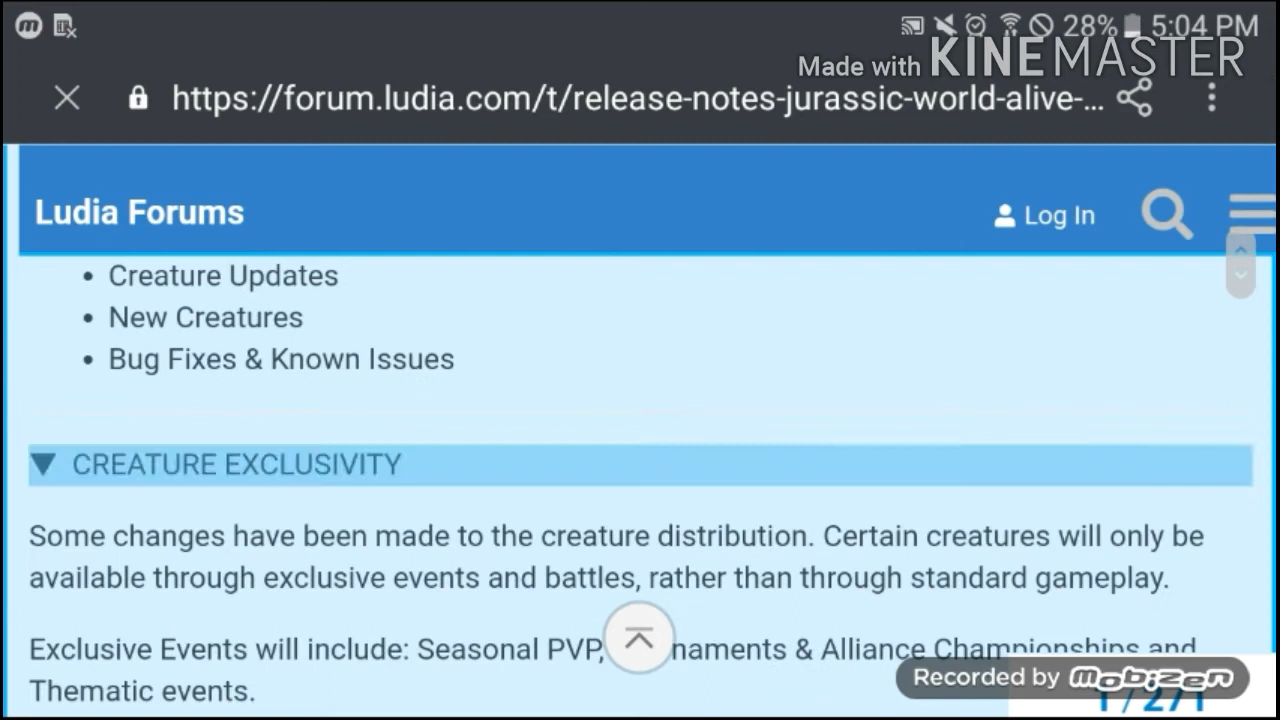 28% 5:04 PM
Made with KINEMASTER
https://forum.ludia.com/t/release-notes-jurassic-world-alive-...
Ludia Forums
Log In
• Creature Updates
• New Creatures
• Bug Fixes & Known Issues
▼ CREATURE EXCLUSIVITY
Some changes have been made to the creature distribution. Certain creatures will only be
available through exclusive events and battles, rather than through standard gameplay.
Exclusive Events will include: Seasonal PVP, naments & Alliance Championships and
Thematic events.
Recorded by mobizen
1/271